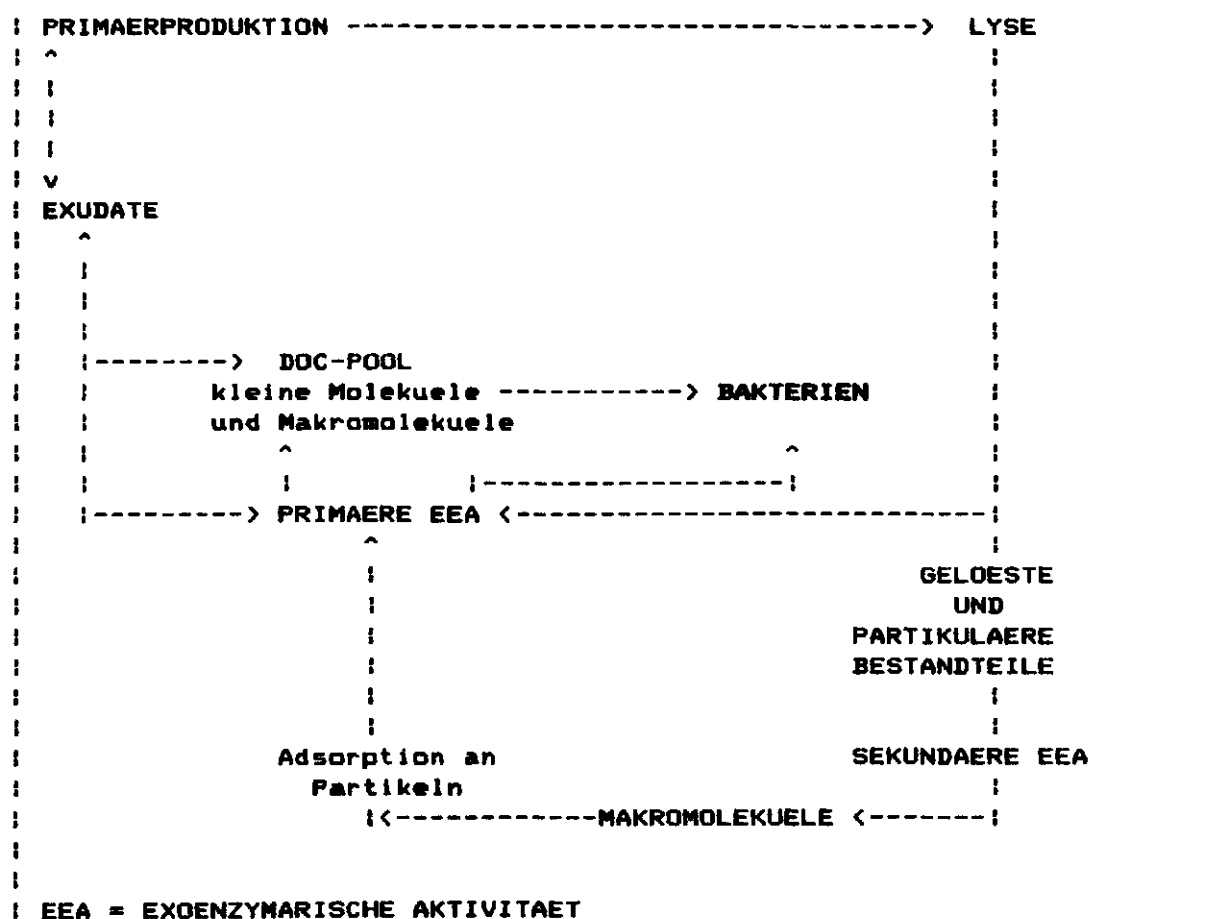 PRIMAERPRODUKTION LYSE
EXUDATE
DOC-POOL
kleine Molekuele BAKTERIEN
und Makromolekuele
PRIMAERE EEA
GELOESTE
UND
PARTIKULAERE
BESTANDTEILE
Adsorption an SEKUNDAERE EEA
Partikeln
MAKROMOLEKUELE
EEA = EXOENZYMARISCHE AKTIVITAET